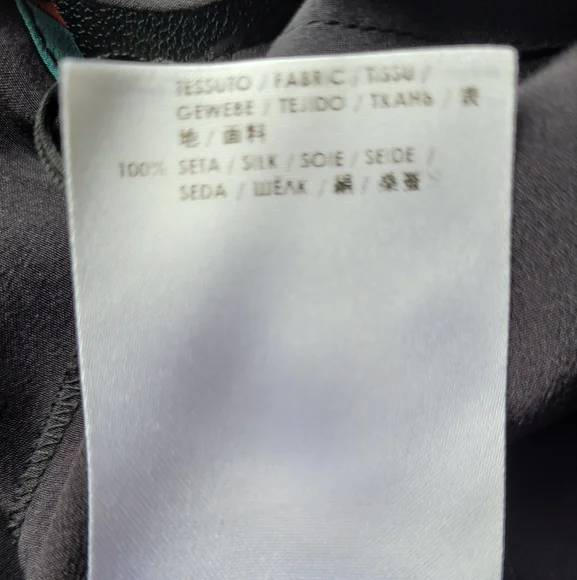 TESSUTO / FABRIC / TISSU /
GEWEBE / TEJIDO / ТКАНЬ / 表
地 / 面料
100% SETA / SILK / SOIE / SEIDE /
SEDA / ШЁЛК / 絹 / 桑蚕